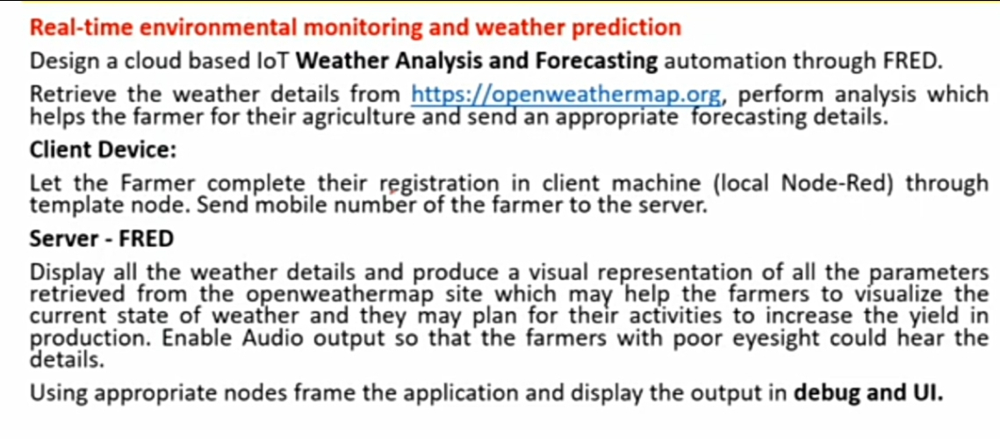 Real-time environmental monitoring and weather prediction
Design a cloud based IoT Weather Analysis and Forecasting automation through FRED.
Retrieve the weather details from https://openweathermap.org, perform analysis which
helps the farmer for their agriculture and send an appropriate forecasting details.
Client Device:
Let the Farmer complete their registration in client machine (local Node-Red) through
template node. Send mobile number of the farmer to the server.
Server - FRED
Display all the weather details and produce a visual representation of all the parameters
retrieved from the openweathermap site which may help the farmers to visualize the
current state of weather and they may plan for their activities to increase the yield in
production. Enable Audio output so that the farmers with poor eyesight could hear the
details.
Using appropriate nodes frame the application and display the output in debug and UI.